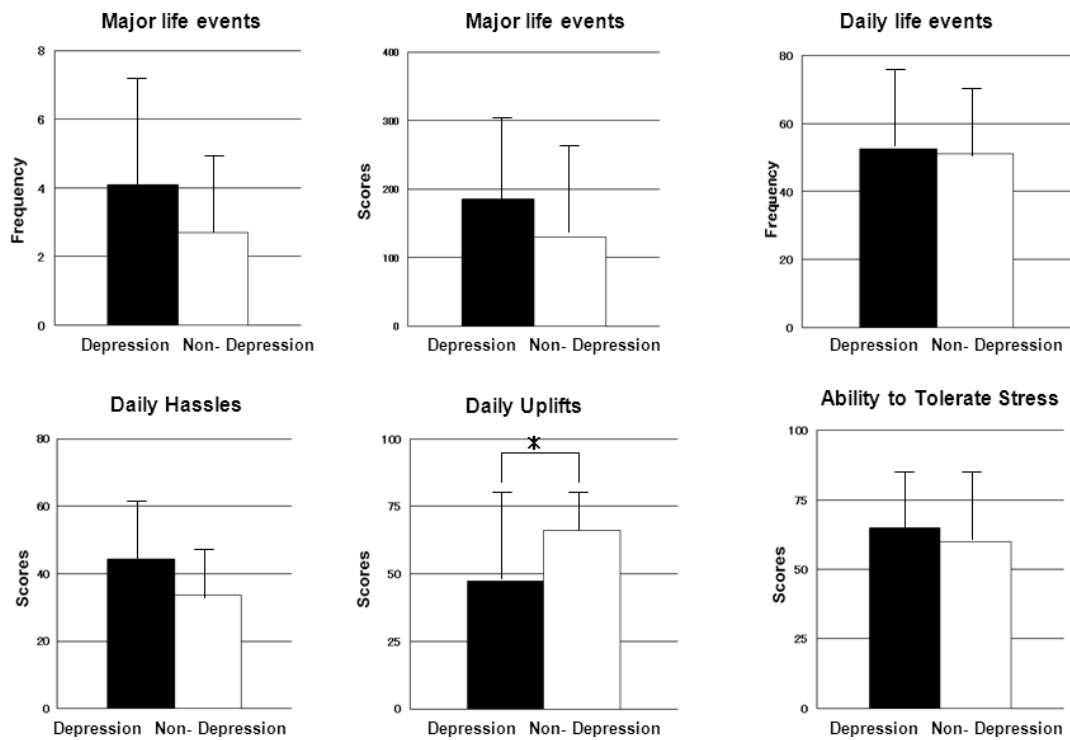 Major life events
8
6
4
2
0
Frequency
Depression Non- Depression
Major life events
400
300
200
100
0
Scores
Depression Non- Depression
Daily life events
80
60
40
20
0
Frequency
Depression Non- Depression
Daily Hassles
80
60
40
20
0
Scores
Depression Non- Depression
Daily Uplifts
100
75
50
25
0
Scores
*
Depression Non- Depression
Ability to Tolerate Stress
100
75
50
25
0
Scores
Depression Non- Depression